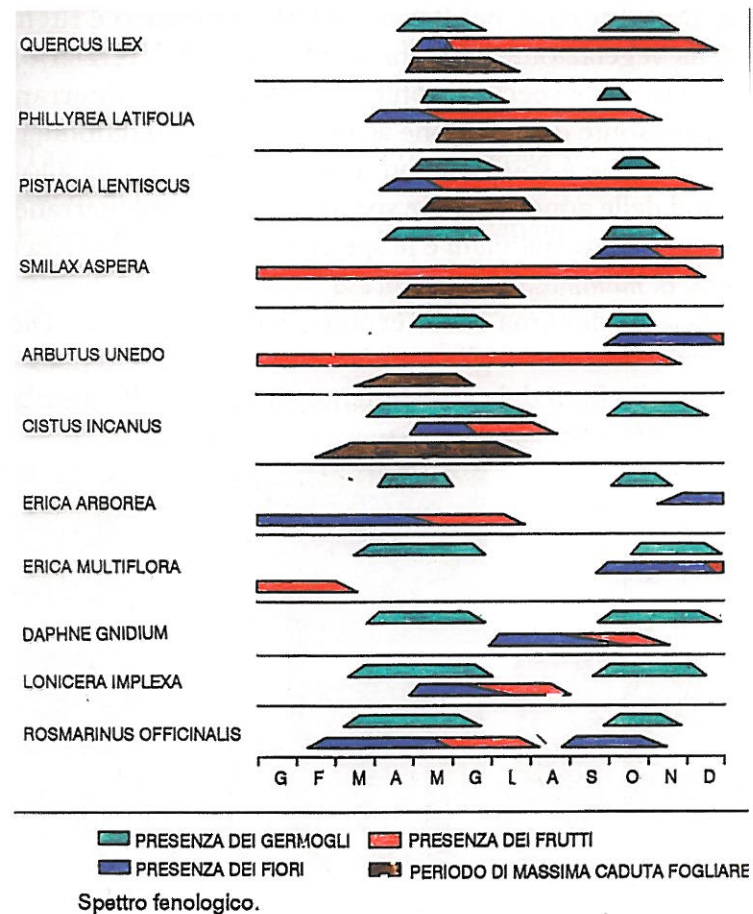 QUERCUS ILEX
PHILLYREA LATIFOLIA
PISTACIA LENTISCUS
SMILAX ASPERA
ARBUTUS UNEDO
CISTUS INCANUS
ERICA ARBOREA
ERICA MULTIFLORA
DAPHNE GNIDIUM
LONICERA IMPLEXA
ROSMARINUS OFFICINALIS
G F M A M G L A S O N D
PRESENZA DEI GERMOGLI PRESENZA DEI FRUTTI
PRESENZA DEI FIORI PERIODO DI MASSIMA CADUTA FOGLIARE
Spettro fenologico.